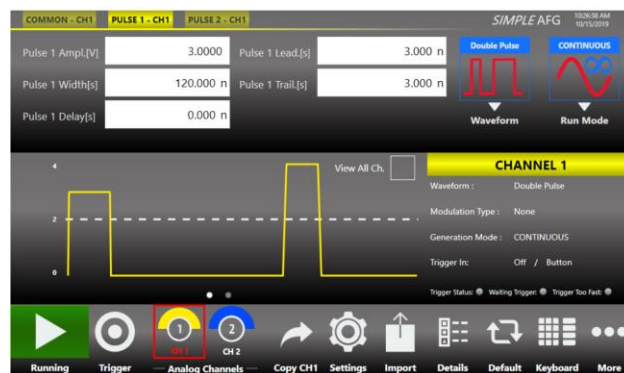 COMMON - CH1 PULSE 1 - CH1 PULSE 2 - CH1 SIMPLE AFG 10:26:38 AM
10/15/2019
Pulse 1 Ampl.[V] 3.0000 Pulse 1 Lead.[s] 3.000 n Double Pulse CONTINUOUS
Pulse 1 Width[s] 120.000 n Pulse 1 Trail.[s] 3.000 n
Pulse 1 Delay[s] 0.000 n Waveform Run Mode
4 View All Ch. CHANNEL 1
Waveform : Double Pulse
2 Modulation Type : None
Generation Mode : CONTINUOUS
0 Trigger In: Off / Button
Trigger Status: Waiting Trigger: Trigger Too Fast:
1 2
CH 1 CH 2
Running Trigger Analog Channels Copy CH1 Settings Import Details Default Keyboard More